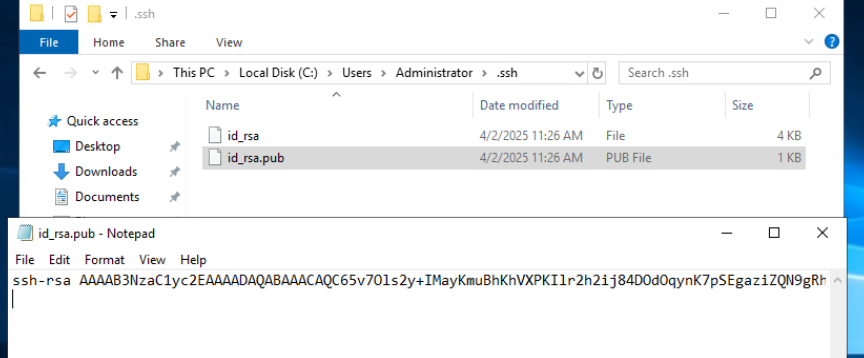 .ssh
File Home Share View
This PC > Local Disk (C:) > Users > Administrator > .ssh
Search .ssh
Name Date modified Type Size
Quick access
Desktop
Downloads
Documents
id_rsa 4/2/2025 11:26 AM File 4 KB
id_rsa.pub 4/2/2025 11:26 AM PUB File 1 KB
id_rsa.pub - Notepad
File Edit Format View Help
ssh-rsa AAAAB3NzaC1yc2EAAAADAQABAAACAQC65v7Ols2y+IMayKmuBhKhVXPKIlr2h2ij84DOdOqynK7pSEgaziZQN9gRh